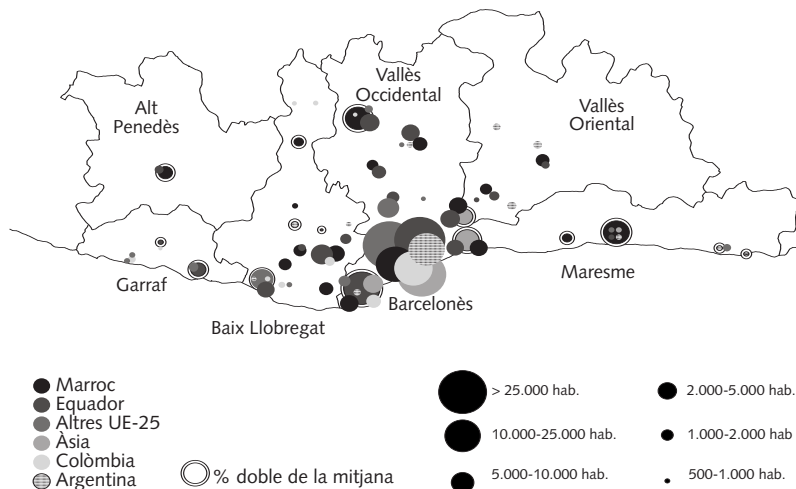 Vallès
Occidental
Alt
Penedès
Vallès
Oriental
Garraf
Baix Llobregat
Barcelonès
Maresme
Marroc
Equador
Altres UE-25
Àsia
Colòmbia
Argentina
% doble de la mitjana
> 25.000 hab.
10.000-25.000 hab.
5.000-10.000 hab.
2.000-5.000 hab.
1.000-2.000 hab
500-1.000 hab.